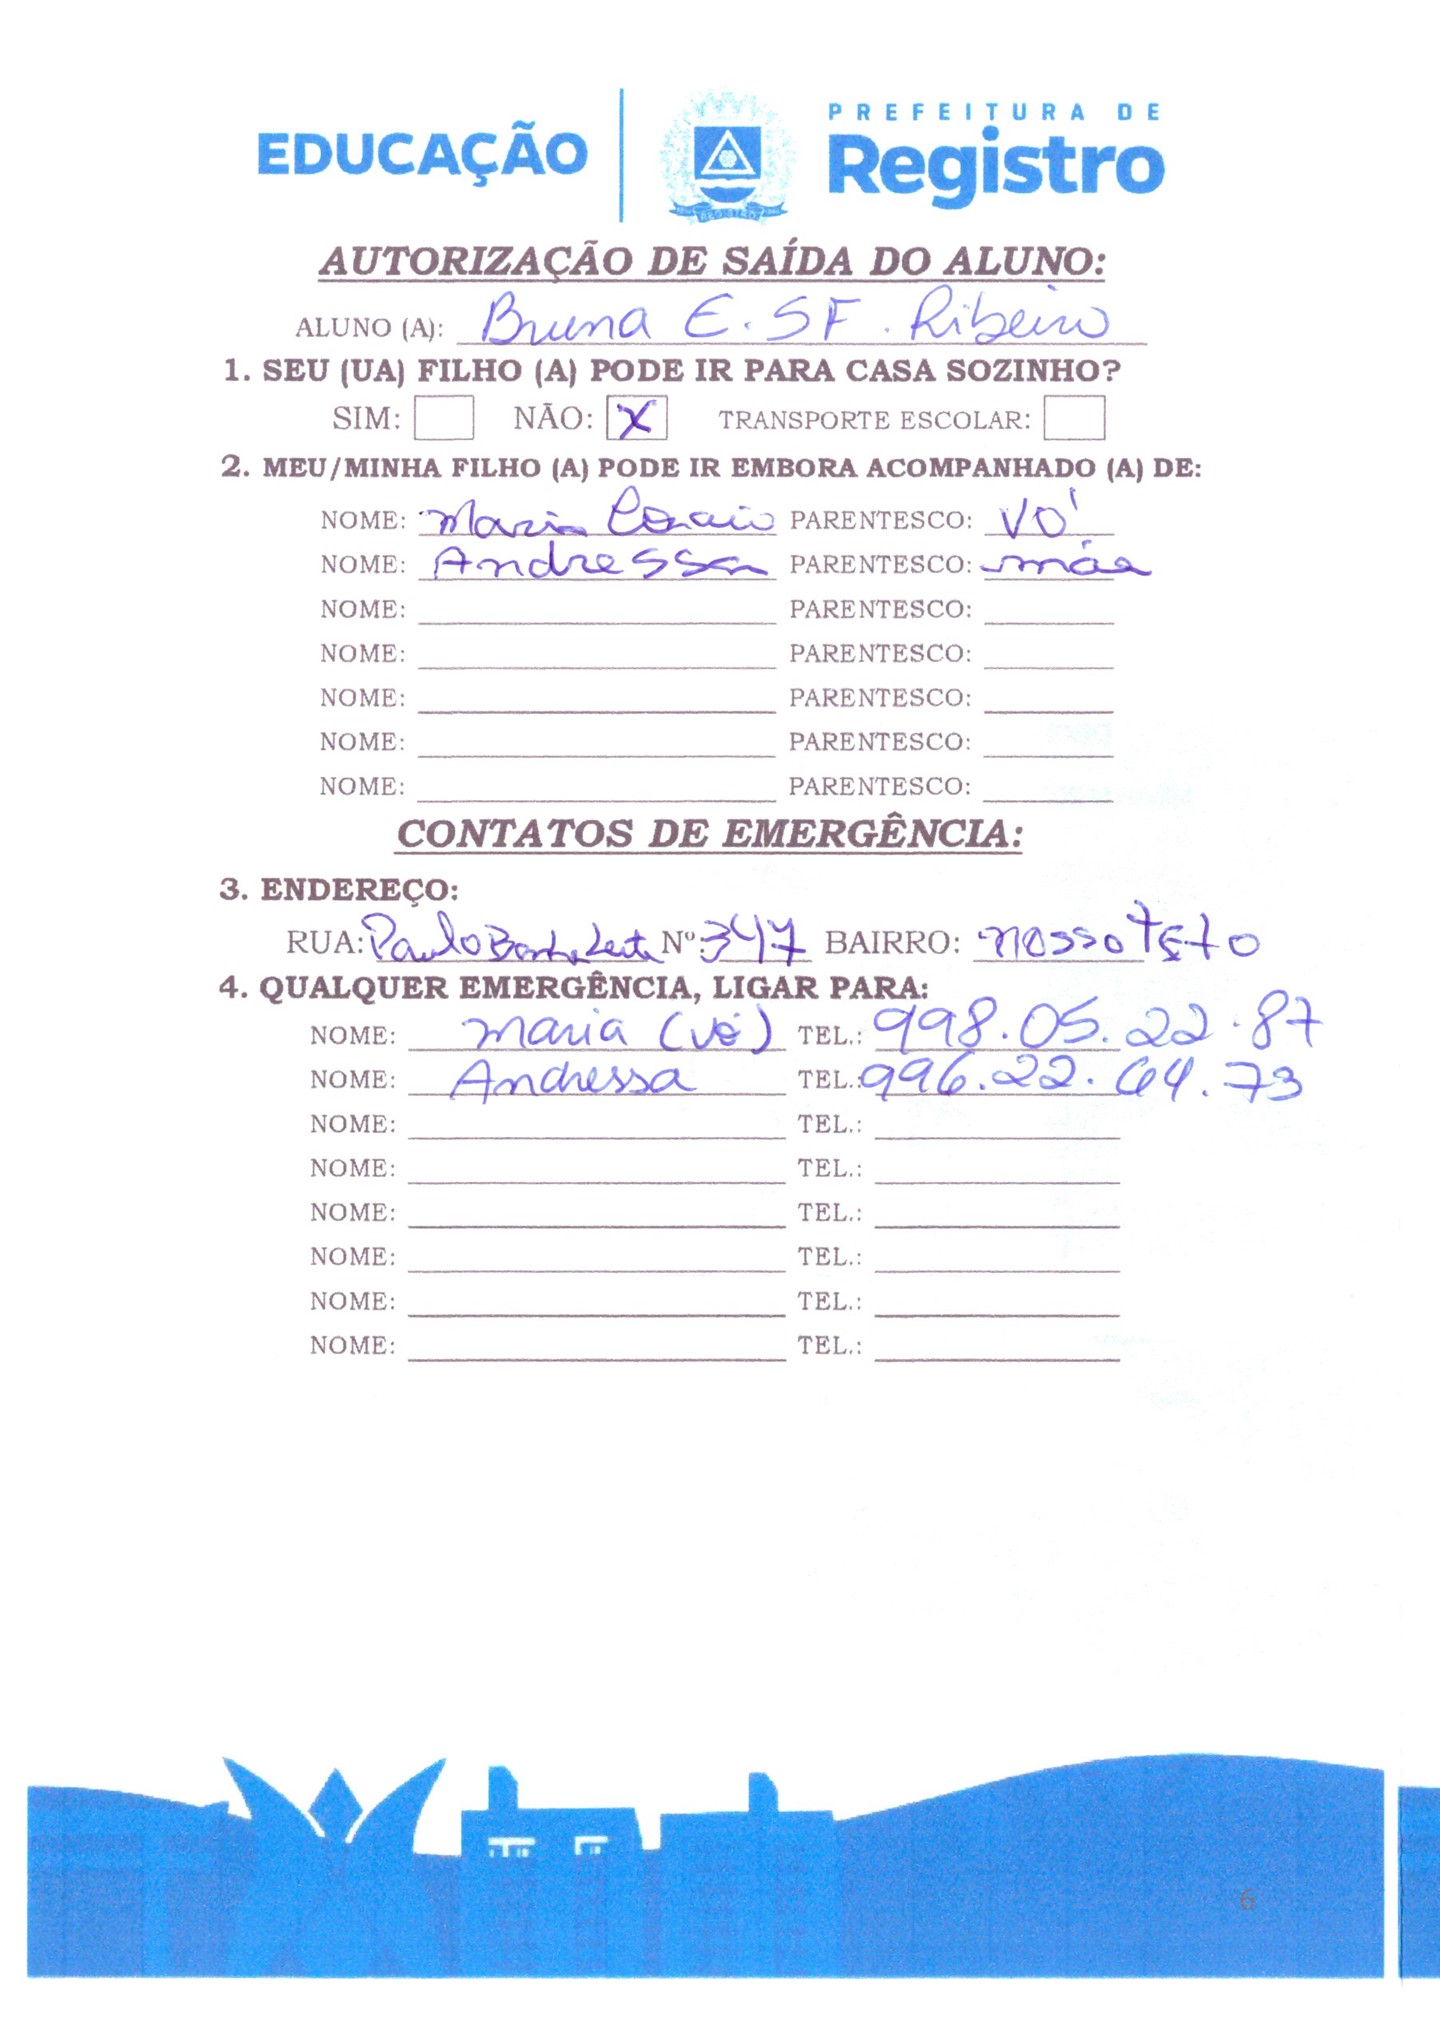 EDUCAÇÃO
PREFEITURA DE
Registro
REGISTRO
AUTORIZAÇÃO DE SAÍDA DO ALUNO:
ALUNO (A): Bruna E. SF. Ribeiro
1. SEU (UA) FILHO (A) PODE IR PARA CASA SOZINHO?
SIM: NÃO: X TRANSPORTE ESCOLAR:
2. MEU/MINHA FILHO (A) PODE IR EMBORA ACOMPANHADO (A) DE:
NOME: Maria PARENTESCO: VÓ
NOME: Andressa PARENTESCO: mãe
NOME: PARENTESCO:
NOME: PARENTESCO:
NOME: PARENTESCO:
NOME: PARENTESCO:
NOME: PARENTESCO:
CONTATOS DE EMERGÊNCIA:
3. ENDEREÇO:
RUA: Paulo Leite Nº: 347 BAIRRO: nosso teto
4. QUALQUER EMERGÊNCIA, LIGAR PARA:
NOME: maria (vó) TEL.: 998.05.22.87
NOME: Andressa TEL.: 996.22.64.73
NOME: TEL.:
NOME: TEL.:
NOME: TEL.:
NOME: TEL.:
NOME: TEL.:
NOME: TEL.:
6